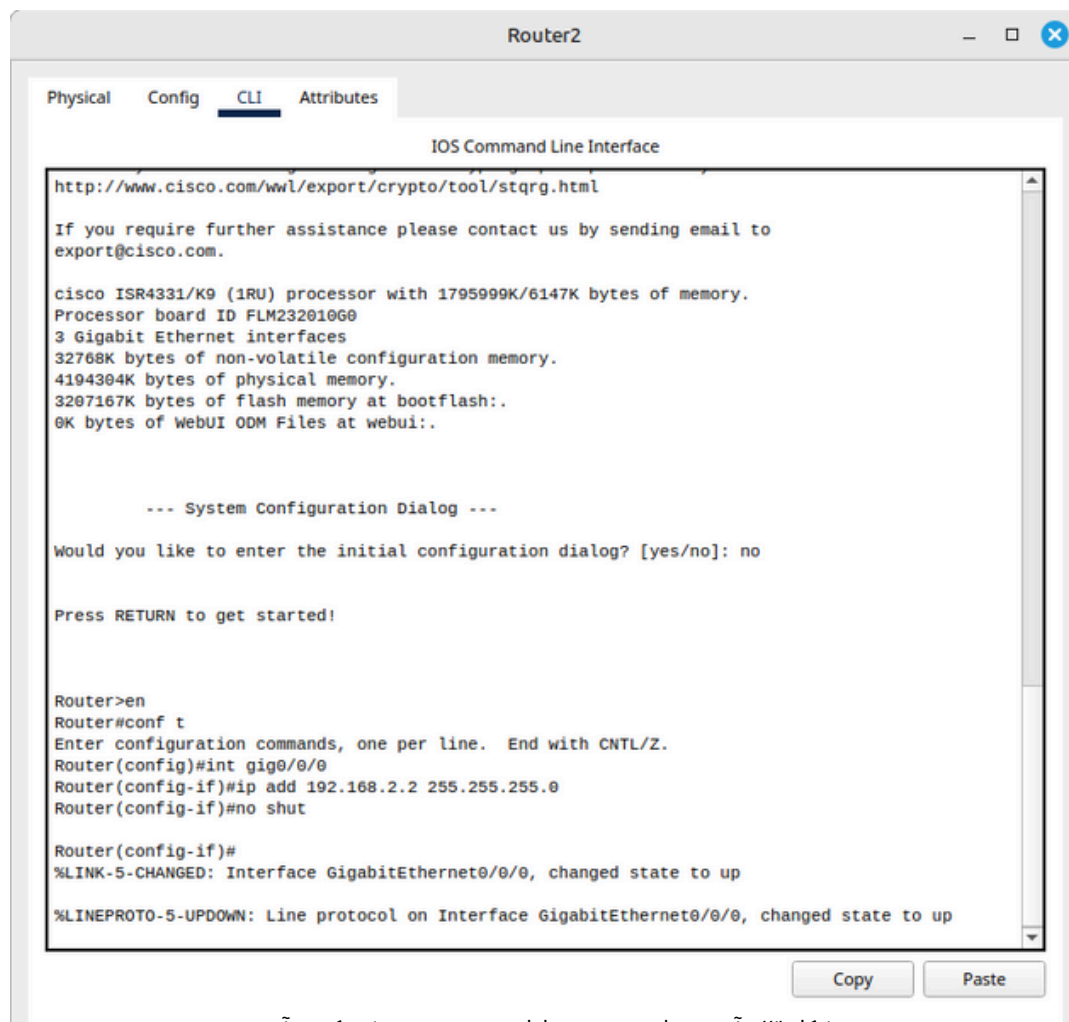 Router2
Physical Config CLI Attributes
IOS Command Line Interface
http://www.cisco.com/wwl/export/crypto/tool/stqrg.html
If you require further assistance please contact us by sending email to
export@cisco.com.
cisco ISR4331/K9 (1RU) processor with 1795999K/6147K bytes of memory.
Processor board ID FLM232010G0
3 Gigabit Ethernet interfaces
32768K bytes of non-volatile configuration memory.
4194304K bytes of physical memory.
3207167K bytes of flash memory at bootflash:.
0K bytes of WebUI ODM Files at webui:.
--- System Configuration Dialog ---
Would you like to enter the initial configuration dialog? [yes/no]: no
Press RETURN to get started!
Router>en
Router#conf t
Enter configuration commands, one per line. End with CNTL/Z.
Router(config)#int gig0/0/0
Router(config-if)#ip add 192.168.2.2 255.255.255.0
Router(config-if)#no shut
Router(config-if)#
%LINK-5-CHANGED: Interface GigabitEthernet0/0/0, changed state to up
%LINEPROTO-5-UPDOWN: Line protocol on Interface GigabitEthernet0/0/0, changed state to up
Copy Paste